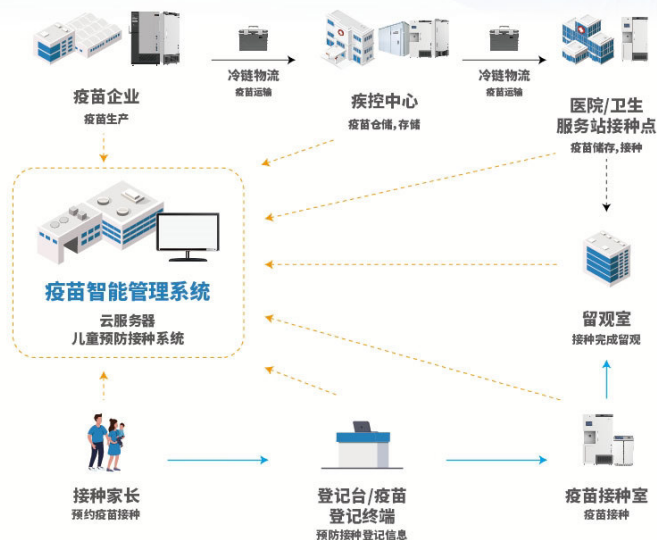 疫苗企业
疫苗生产
冷链物流
疫苗运输
疾控中心
疫苗仓储,存储
冷链物流
疫苗运输
医院/卫生
服务站接种点
疫苗储存,接种
疫苗智能管理系统
云服务器
儿童预防接种系统
留观室
接种完成留观
接种家长
预约疫苗接种
登记台/疫苗
登记终端
预防接种登记信息
疫苗接种室
疫苗接种